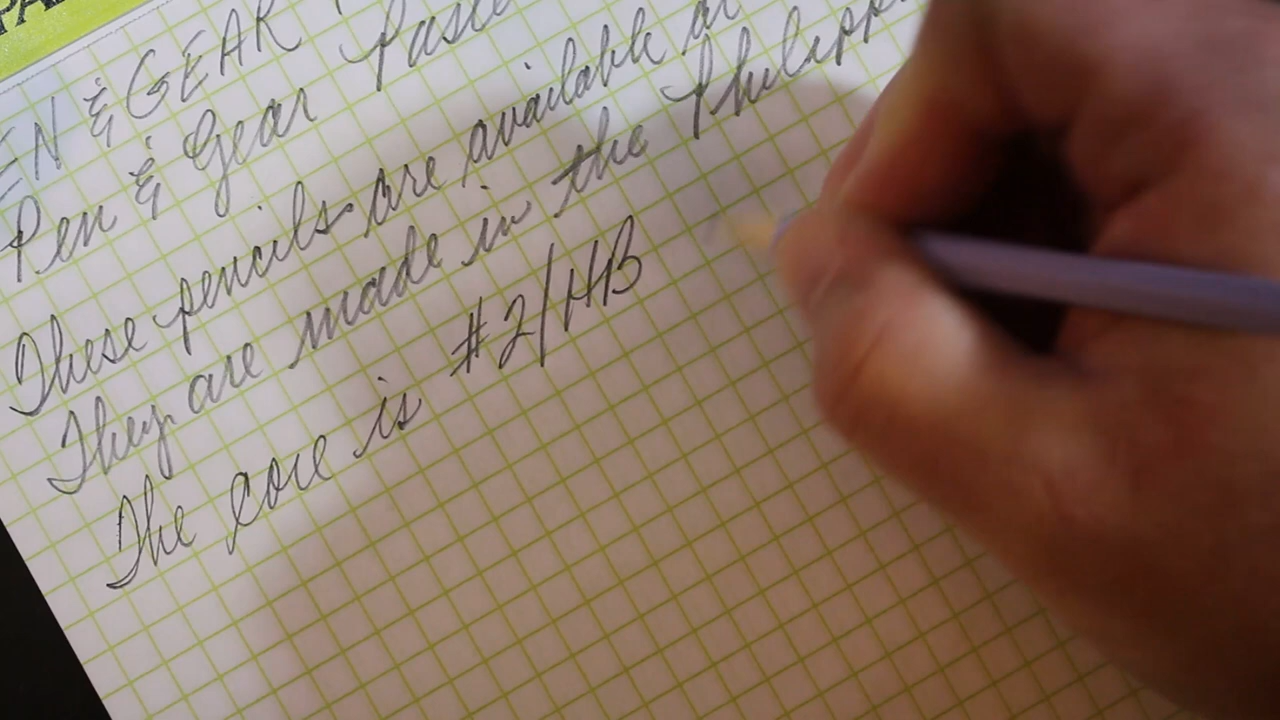 PA
EN & GEAR
Pen & Gear Paste
These pencils are available at
They are made in the Philipp
The core is #2/HB